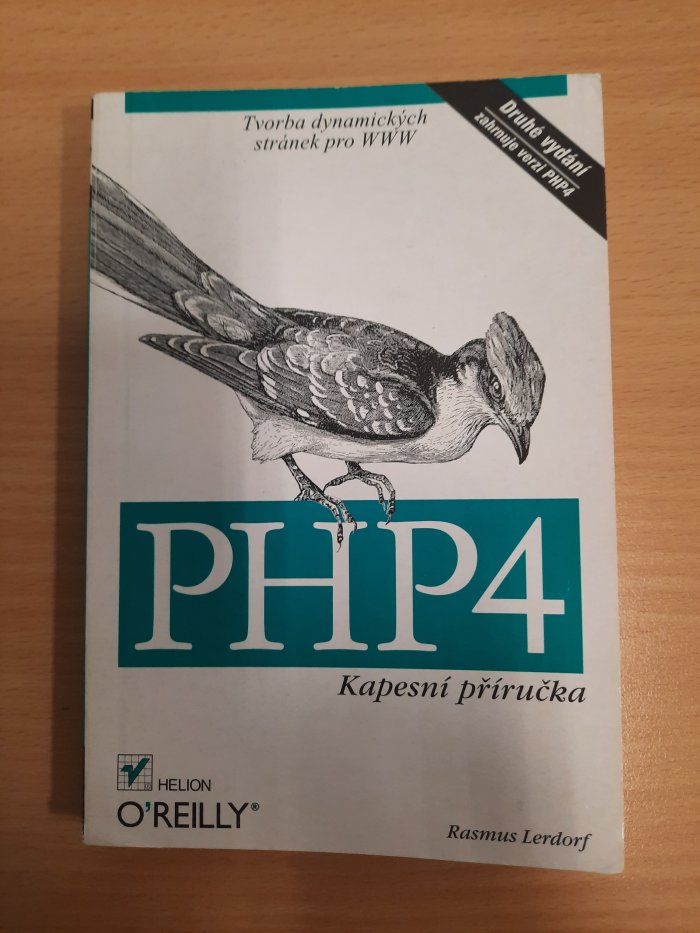 Tvorba dynamických
stránek pro WWW
Druhé vydání
zahrnuje verzi PHP4
PHP4
Kapesní příručka
HELION
O'REILLY®
Rasmus Lerdorf